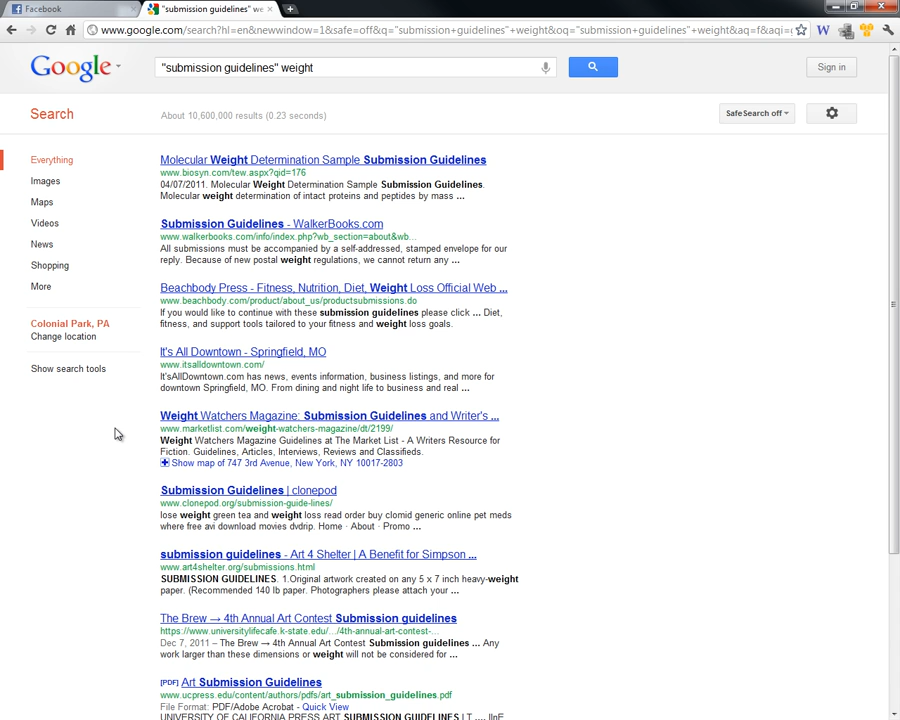 Facebook
"submission guidelines" we
www.google.com/search?hl=en&newwindow=1&safe=off&q="submission+guidelines"+weight&oq="submission+guidelines"+weight&aq=f&aqi=
Google
"submission guidelines" weight
Sign in
Search
About 10,600,000 results (0.23 seconds)
SafeSearch off
Everything
Images
Maps
Videos
News
Shopping
More
Colonial Park, PA
Change location
Show search tools
Molecular Weight Determination Sample Submission Guidelines
www.biosyn.com/tew.aspx?qid=176
04/07/2011. Molecular Weight Determination Sample Submission Guidelines.
Molecular weight determination of intact proteins and peptides by mass ...
Submission Guidelines - WalkerBooks.com
www.walkerbooks.com/info/index.php?wb_section=about&wb...
All submissions must be accompanied by a self-addressed, stamped envelope for our
reply. Because of new postal weight regulations, we cannot return any ...
Beachbody Press - Fitness, Nutrition, Diet, Weight Loss Official Web ...
www.beachbody.com/product/about_us/productsubmissions.do
If you would like to continue with these submission guidelines please click ... Diet,
fitness, and support tools tailored to your fitness and weight loss goals.
It's All Downtown - Springfield, MO
www.itsalldowntown.com/
It'sAllDowntown.com has news, events information, business listings, and more for
downtown Springfield, MO. From dining and night life to business and real ...
Weight Watchers Magazine: Submission Guidelines and Writer's ...
www.marketlist.com/weight-watchers-magazine/dt/2199/
Weight Watchers Magazine Guidelines at The Market List - A Writers Resource for
Fiction. Guidelines, Articles, Interviews, Reviews and Classifieds.
Show map of 747 3rd Avenue, New York, NY 10017-2803
Submission Guidelines | clonepod
www.clonepod.org/submission-guide-lines/
lose weight green tea and weight loss read order buy clomid generic online pet meds
where free avi download movies dvdrip. Home · About · Promo ...
submission guidelines - Art 4 Shelter | A Benefit for Simpson ...
www.art4shelter.org/submissions.html
SUBMISSION GUIDELINES. 1.Original artwork created on any 5 x 7 inch heavy-weight
paper. (Recommended 140 lb paper. Photographers please attach your ...
The Brew → 4th Annual Art Contest Submission guidelines
https://www.universitylifecafe.k-state.edu/.../4th-annual-art-contest-...
Dec 7, 2011 – The Brew → 4th Annual Art Contest Submission guidelines ... Any
work larger than these dimensions or weight will not be considered for ...
[PDF] Art Submission Guidelines
www.ucpress.edu/content/authors/pdfs/art_submission_guidelines.pdf
File Format: PDF/Adobe Acrobat - Quick View
UNIVERSITY OF CALIFORNIA PRESS ART SUBMISSION GUIDELINES